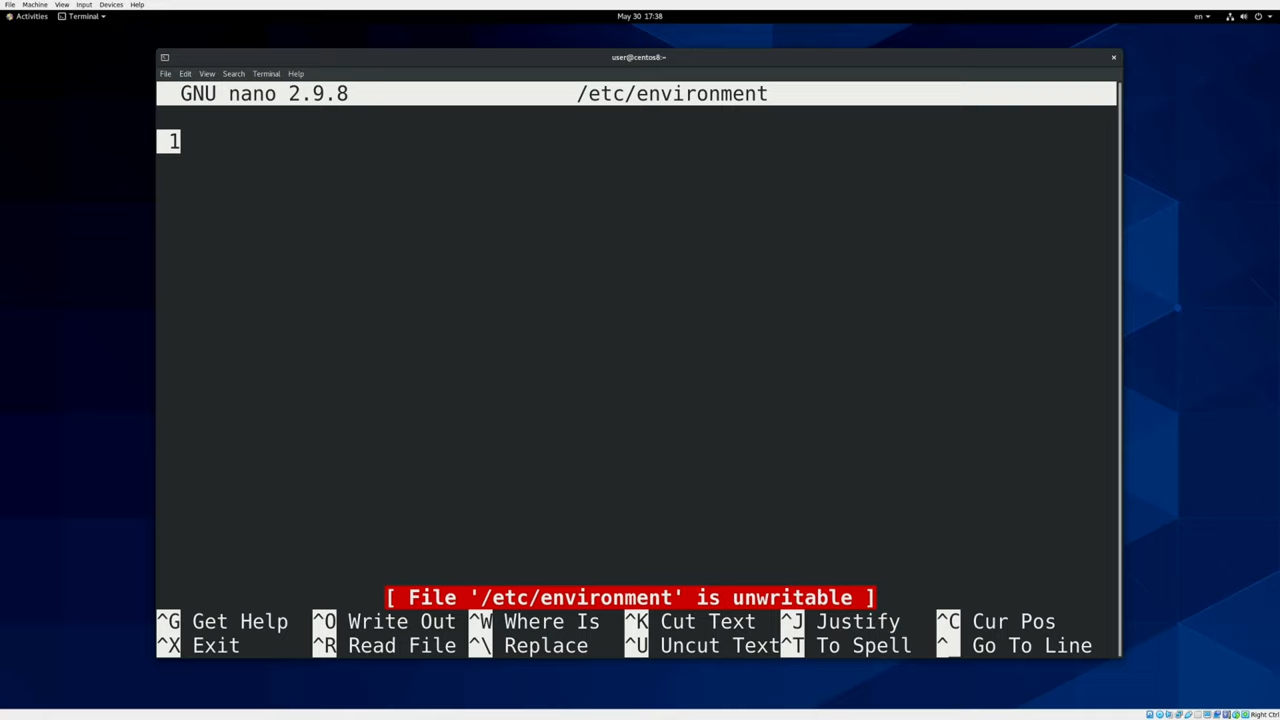 File Machine View Input Devices Help
Activities Terminal May 30 17:38 en
user@centos8:~
File Edit View Search Terminal Help
GNU nano 2.9.8 /etc/environment
1
[ File '/etc/environment' is unwritable ]
^G Get Help ^O Write Out ^W Where Is ^K Cut Text ^J Justify ^C Cur Pos
^X Exit ^R Read File ^\ Replace ^U Uncut Text ^T To Spell ^_ Go To Line
Right Ctrl